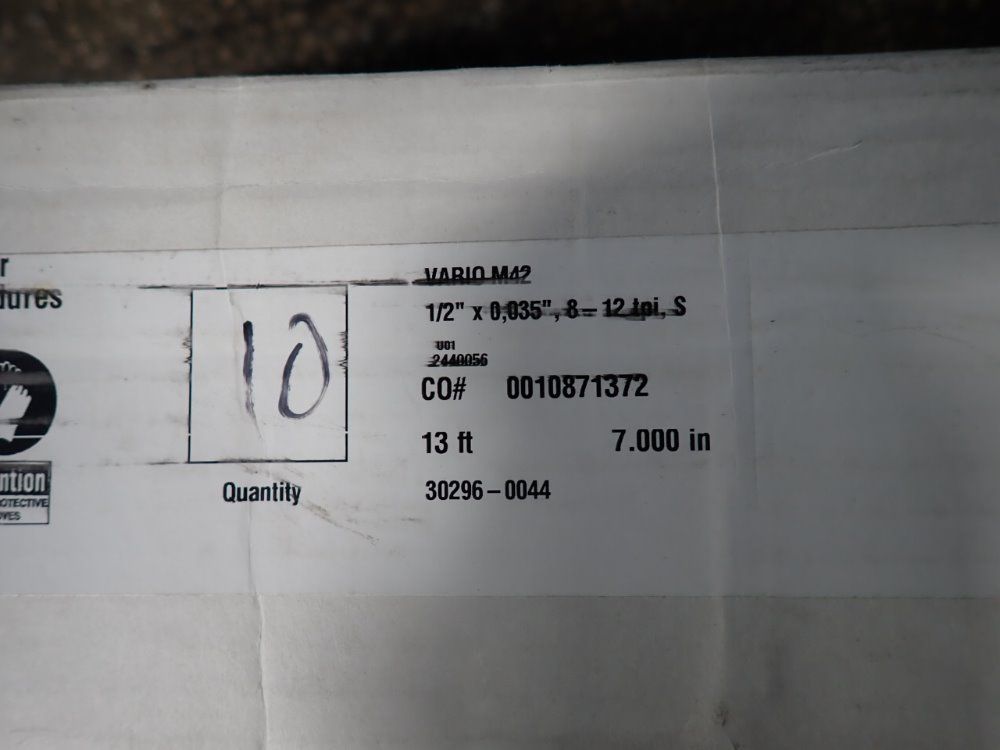 r
dures
10
Quantity
ntion
OTECTIVE
OVES
VARIO M42
1/2" x 0,035", 8– 12 tpi, S
U01
2440056
CO# 0010871372
13 ft 7.000 in
30296–0044